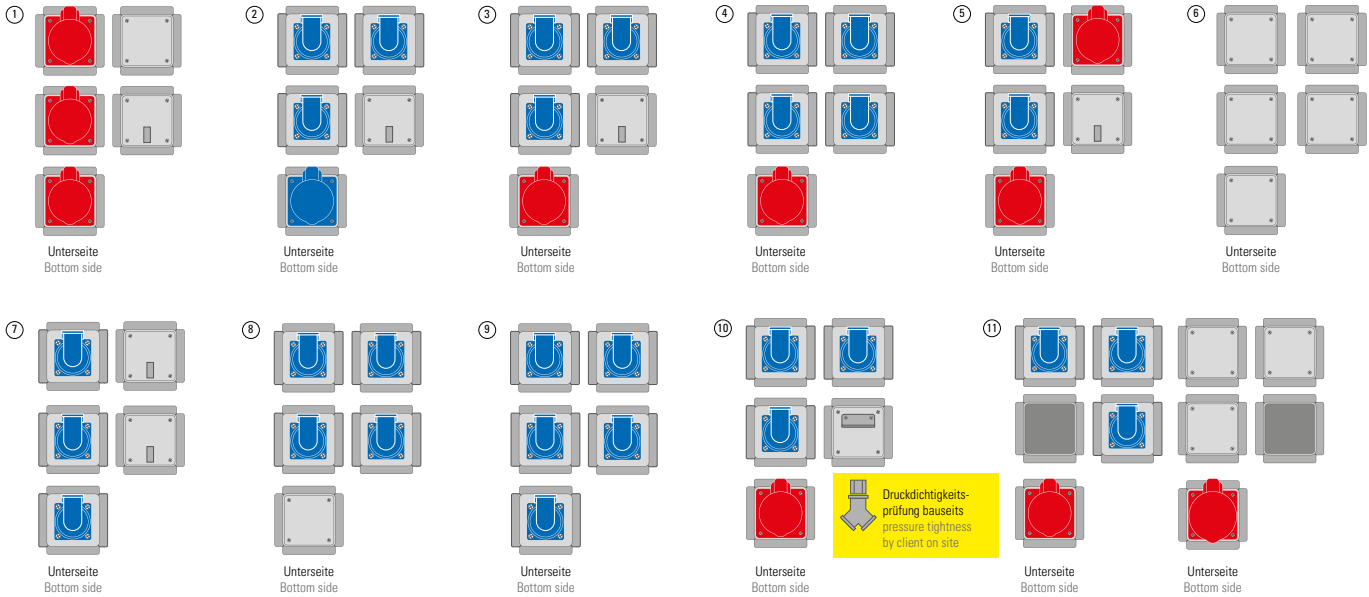 1
2
3
4
5
6
Unterseite
Bottom side
Unterseite
Bottom side
Unterseite
Bottom side
Unterseite
Bottom side
Unterseite
Bottom side
Unterseite
Bottom side
7
8
9
10
11
Druckdichtigkeits-
prüfung bauseits
pressure tightness
by client on site
Unterseite
Bottom side
Unterseite
Bottom side
Unterseite
Bottom side
Unterseite
Bottom side
Unterseite
Bottom side
Unterseite
Bottom side